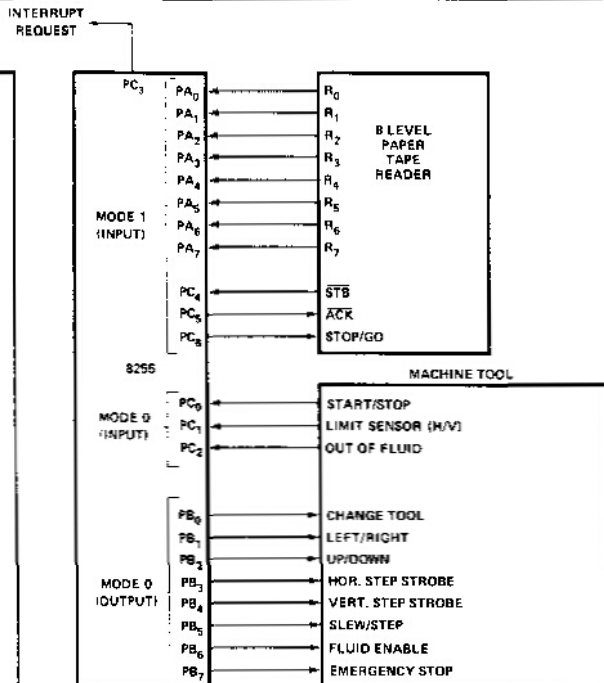 INTERRUPT
REQUEST
PC3
PA0 R0
PA1 R1
PA2 R2
PA3 R3
PA4 R4
PA5 R5
PA6 R6
PA7 R7
8 LEVEL
PAPER
TAPE
READER
MODE 1
(INPUT)
PC4 STB
PC5 ACK
PC6 STOP/GO
8255
MACHINE TOOL
MODE 0
(INPUT)
PC0 START/STOP
PC1 LIMIT SENSOR (H/V)
PC2 OUT OF FLUID
MODE 0
(OUTPUT)
PB0 CHANGE TOOL
PB1 LEFT/RIGHT
PB2 UP/DOWN
PB3 HOR. STEP STROBE
PB4 VERT. STEP STROBE
PB5 SLEW/STEP
PB6 FLUID ENABLE
PB7 EMERGENCY STOP